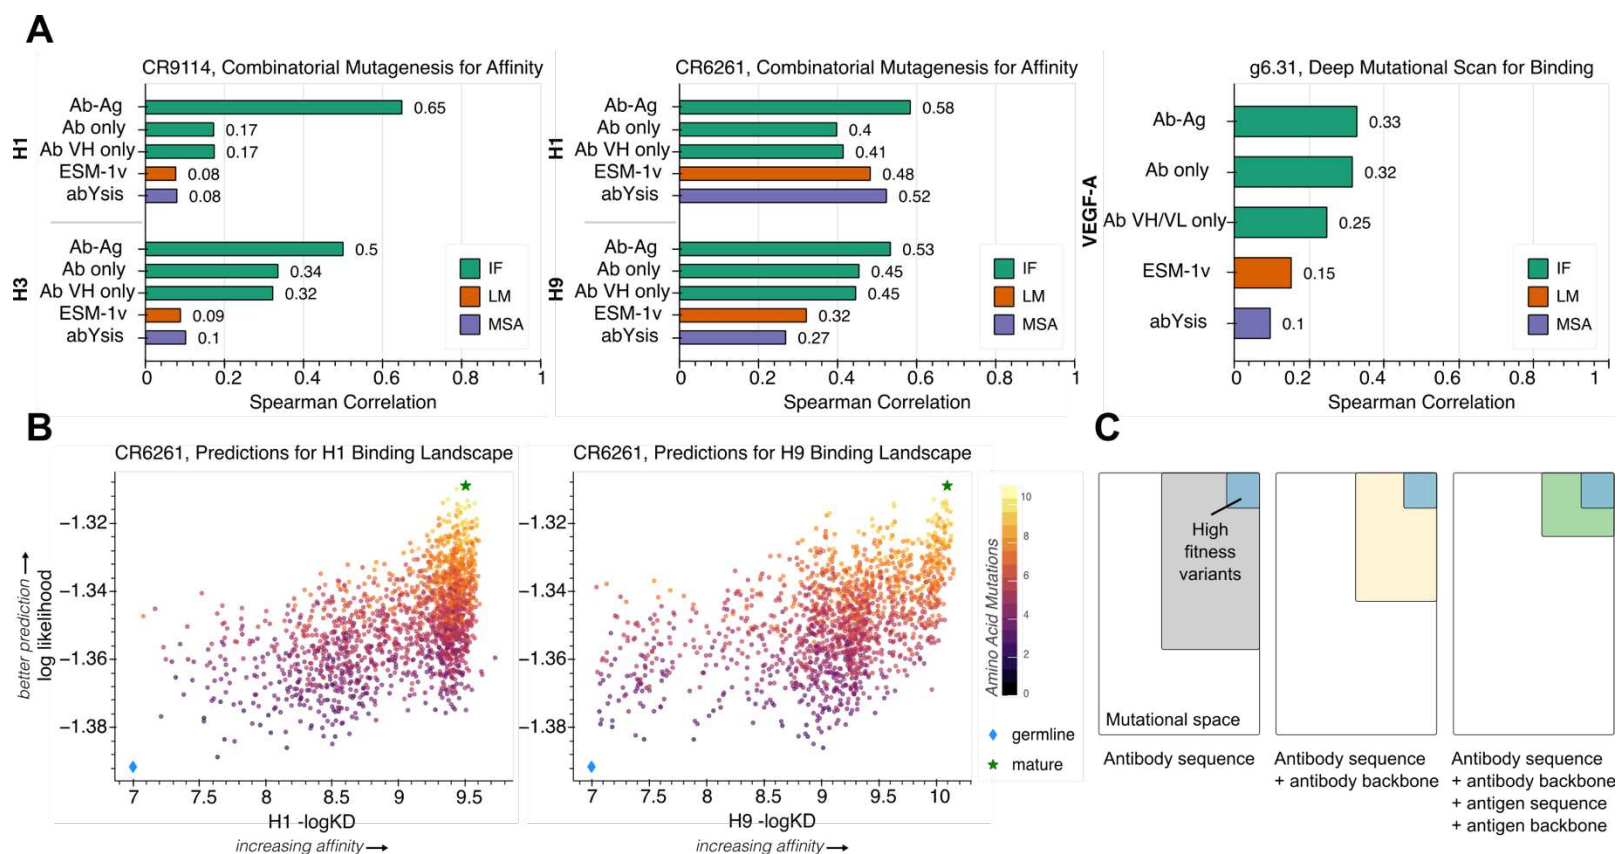 A
CR9114, Combinatorial Mutagenesis for Affinity
H1
Ab-Ag
0.65
Ab only
0.17
Ab VH only
0.17
ESM-1v
0.08
abYsis
0.08
H3
Ab-Ag
0.5
Ab only
0.34
Ab VH only
0.32
ESM-1v
0.09
abYsis
0.1
IF
LM
MSA
0 0.2 0.4 0.6 0.8 1
Spearman Correlation
CR6261, Combinatorial Mutagenesis for Affinity
H1
Ab-Ag
0.58
Ab only
0.4
Ab VH only
0.41
ESM-1v
0.48
abYsis
0.52
H9
Ab-Ag
0.53
Ab only
0.45
Ab VH only
0.45
ESM-1v
0.32
abYsis
0.27
IF
LM
MSA
0 0.2 0.4 0.6 0.8 1
Spearman Correlation
g6.31, Deep Mutational Scan for Binding
VEGF-A
Ab-Ag
0.33
Ab only
0.32
Ab VH/VL only
0.25
ESM-1v
0.15
abYsis
0.1
IF
LM
MSA
0 0.2 0.4 0.6 0.8 1
Spearman Correlation
B
CR6261, Predictions for H1 Binding Landscape
better prediction
log likelihood
−1.32
−1.34
−1.36
−1.38
7 7.5 8 8.5 9 9.5
H1 -logKD
increasing affinity
CR6261, Predictions for H9 Binding Landscape
−1.32
−1.34
−1.36
−1.38
7 7.5 8 8.5 9 9.5 10
H9 -logKD
increasing affinity
Amino Acid Mutations
10
8
6
4
2
0
germline
mature
C
High
fitness
variants
Mutational space
Antibody sequence
Antibody sequence
+ antibody backbone
Antibody sequence
+ antibody backbone
+ antigen sequence
+ antigen backbone